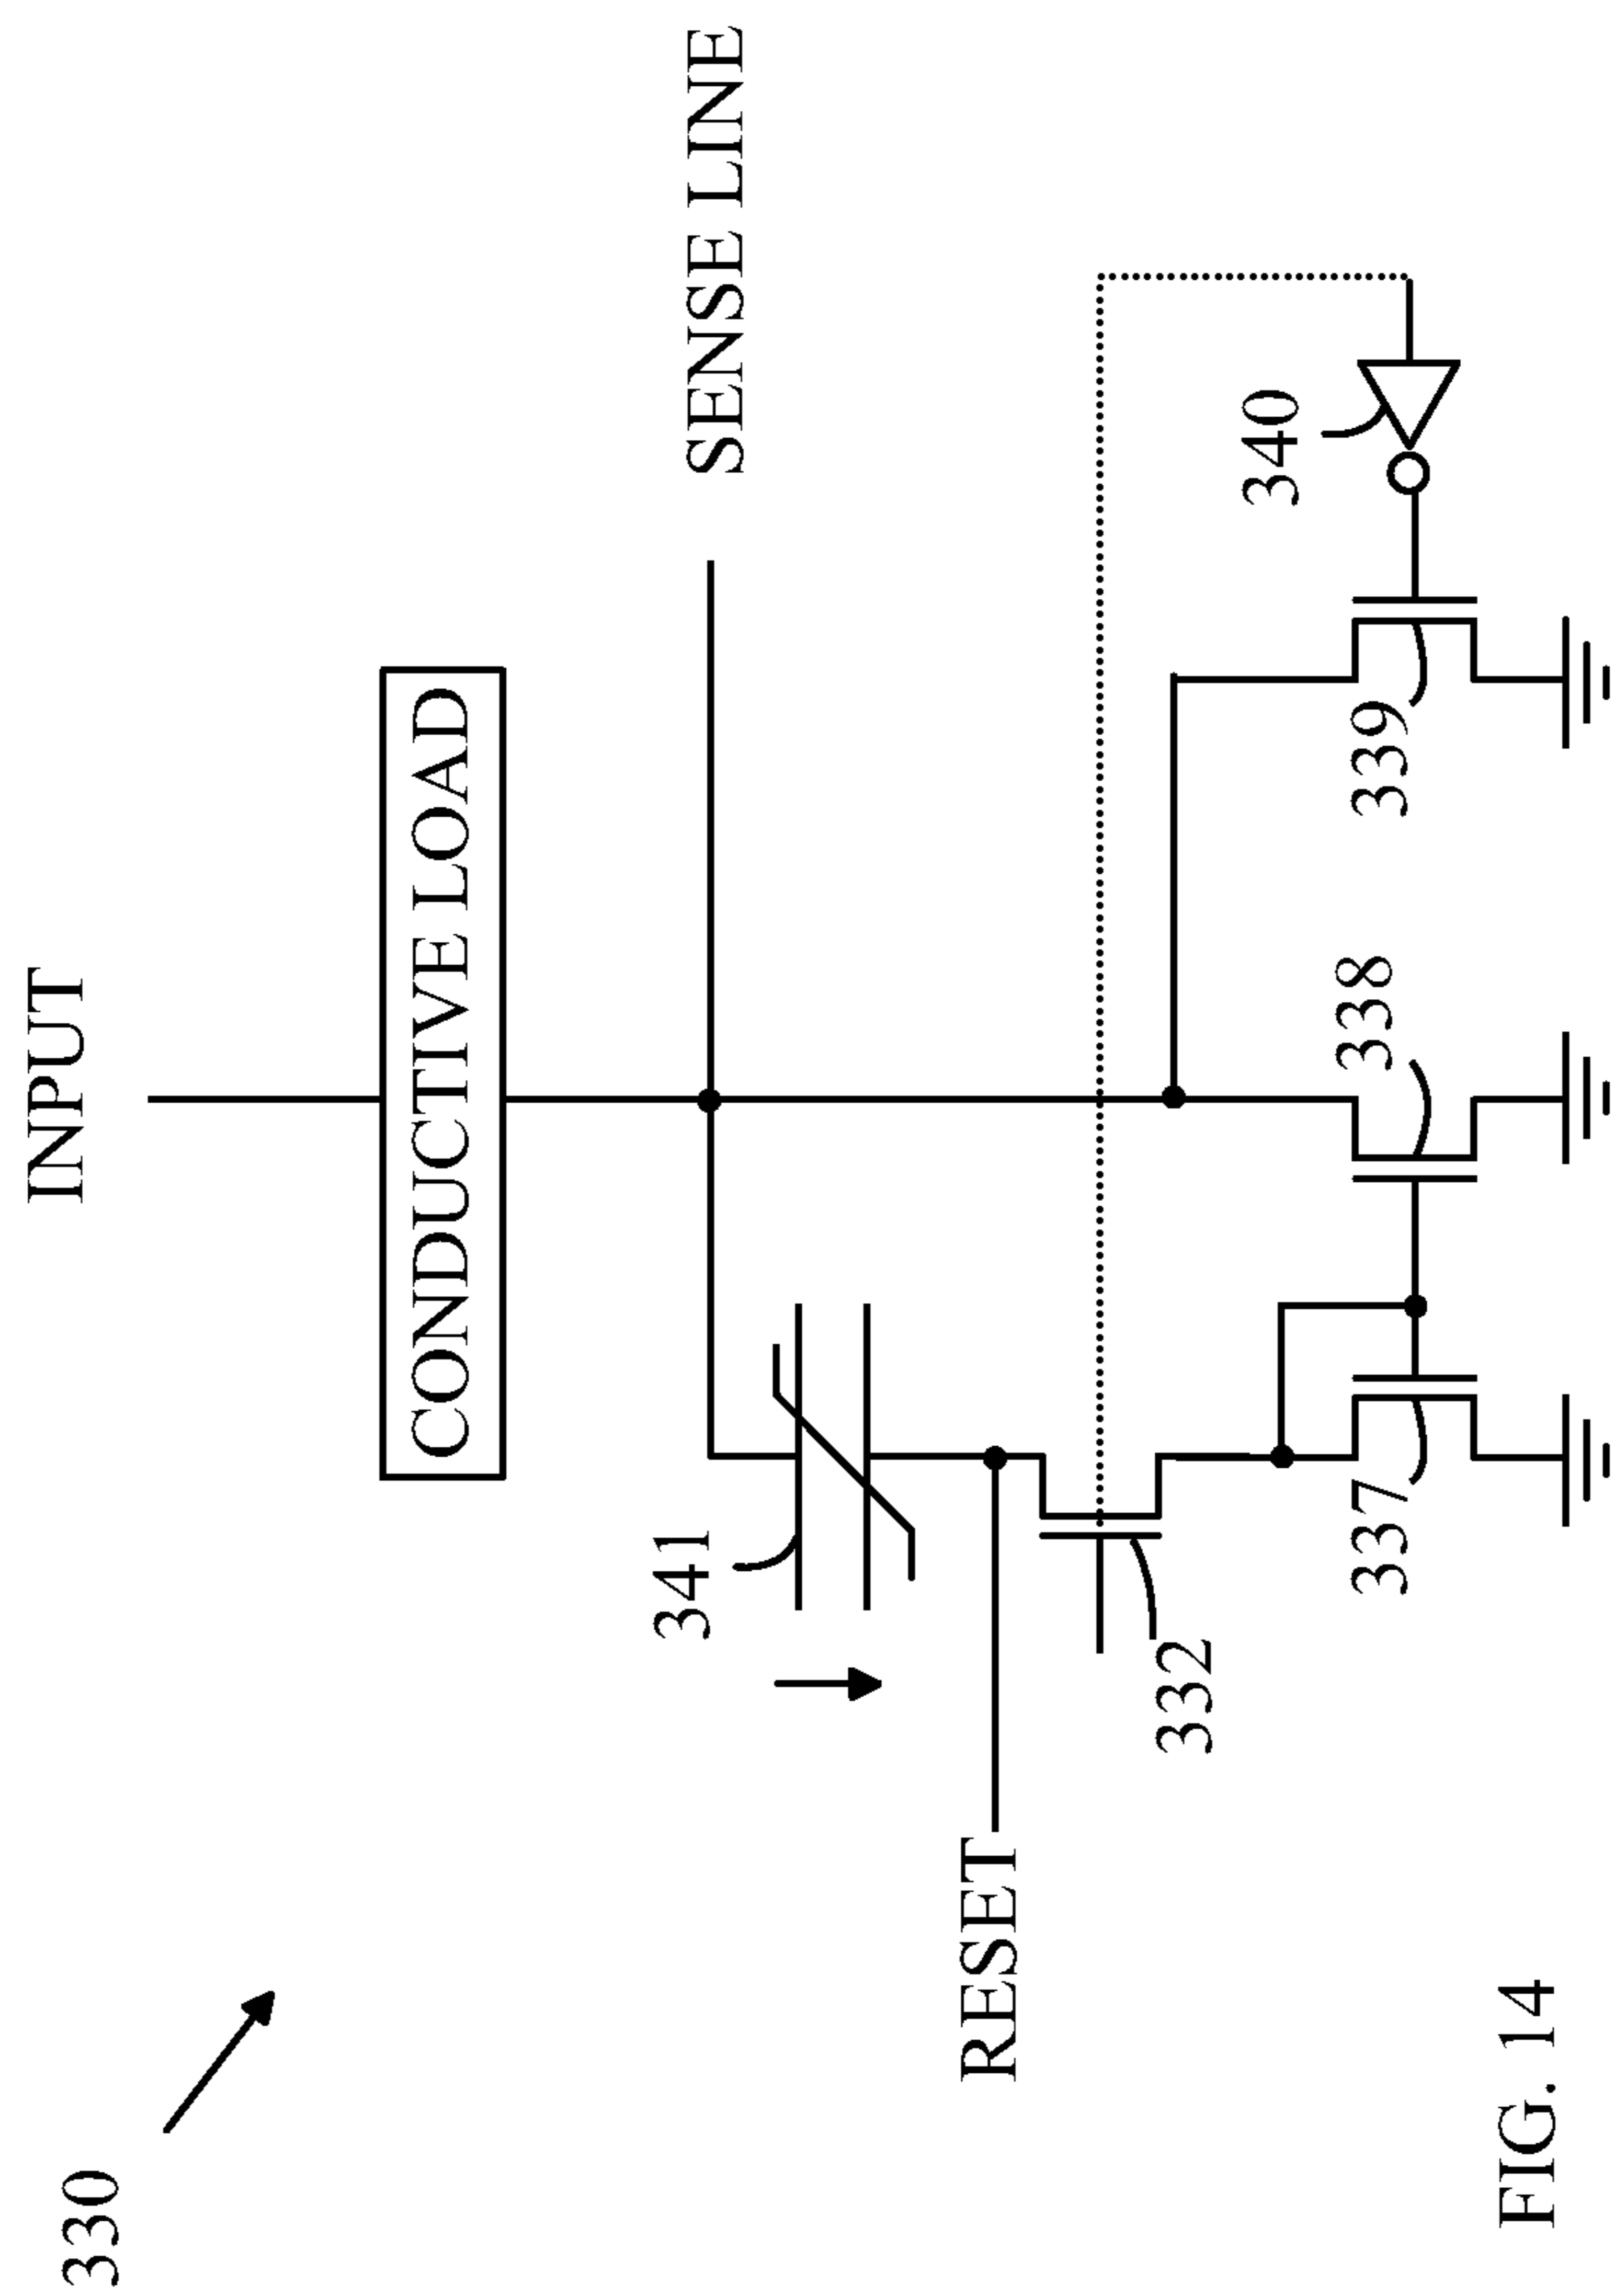 330
INPUT
CONDUCTIVE LOAD
341
SENSE LINE
RESET
332
340
337
338
339
FIG. 14